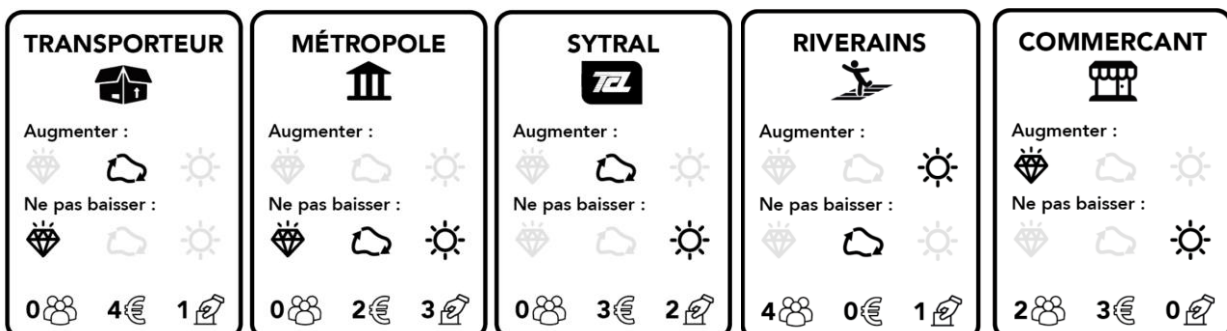 TRANSPORTEUR
Augmenter :
Ne pas baisser :
0 4€ 1
MÉTROPOLE
Augmenter :
Ne pas baisser :
0 2€ 3
SYTRAL
TCL
Augmenter :
Ne pas baisser :
0 3€ 2
RIVERAINS
Augmenter :
Ne pas baisser :
4 0€ 1
COMMERCANT
Augmenter :
Ne pas baisser :
2 3€ 0